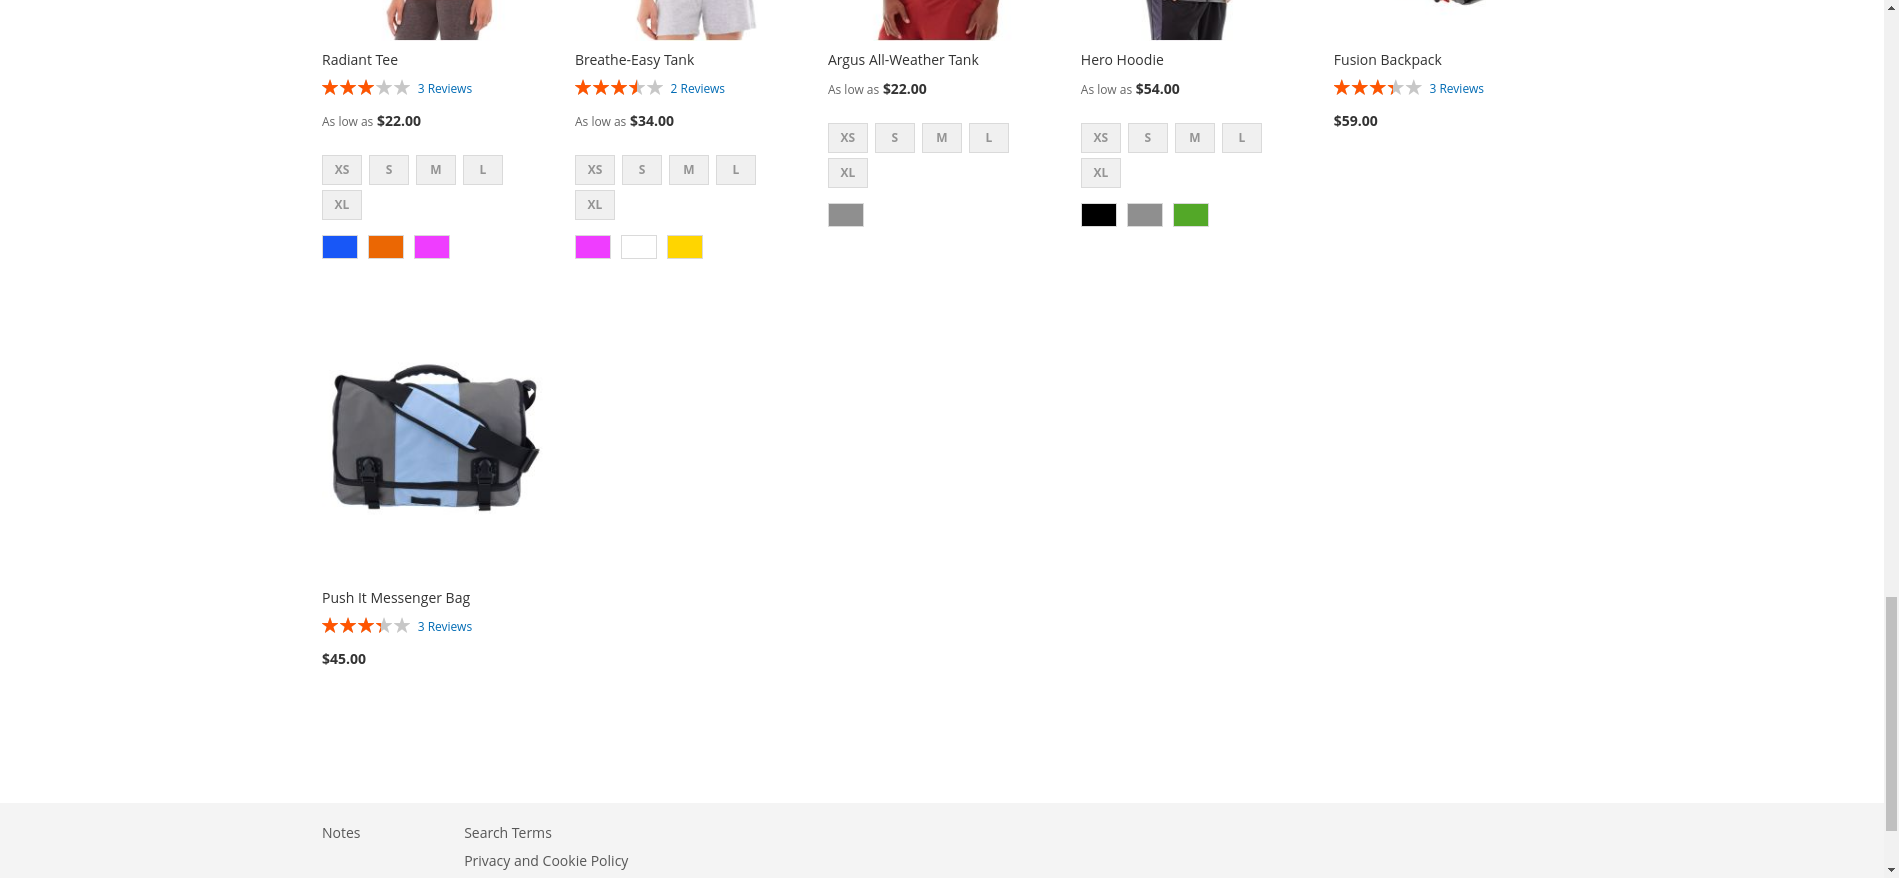 Radiant Tee
3 Reviews
As low as $22.00
XS S M L
XL
Breathe-Easy Tank
2 Reviews
As low as $34.00
XS S M L
XL
Argus All-Weather Tank
As low as $22.00
XS S M L
XL
Hero Hoodie
As low as $54.00
XS S M L
XL
Fusion Backpack
3 Reviews
$59.00
Push It Messenger Bag
3 Reviews
$45.00
Notes
Search Terms
Privacy and Cookie Policy